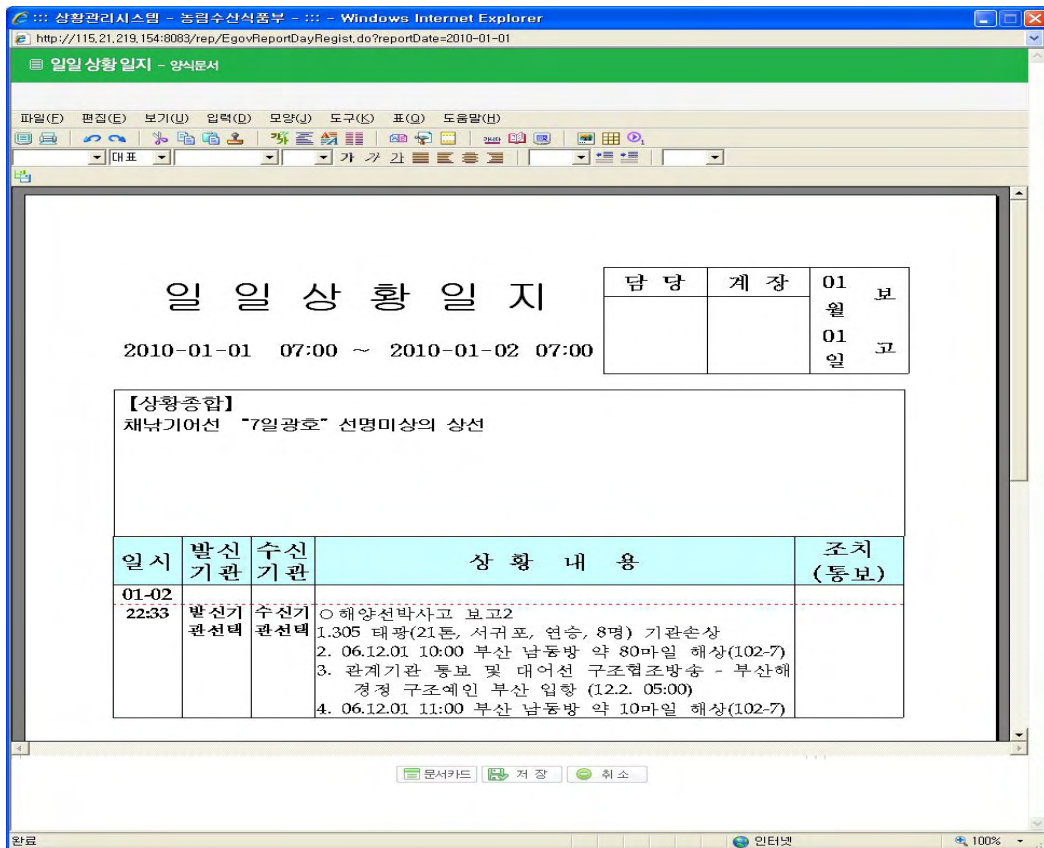 ::: 상황관리시스템 - 농림수산식품부 - ::: - Windows Internet Explorer
http://115.21.219.154:8083/rep/EgovReportDayRegist.do?reportDate=2010-01-01
일일 상황 일지 - 양식문서
파일(F) 편집(E) 보기(U) 입력(D) 모양(J) 도구(K) 표(Q) 도움말(H)
대표
가 가 가
일 일 상 황 일 지
담 당 계 장 01 월 01 일 보 고
2010-01-01 07:00 ~ 2010-01-02 07:00
【상황종합】
채낚기어선 "7일광호" 선명미상의 상선
일시 발신기관 수신기관 상 황 내 용 조치(통보)
01-02
22:33 발신기관선택 수신기관선택 ○해양선박사고 보고2
1.305 태광(21톤, 서귀포, 연승, 8명) 기관손상
2. 06.12.01 10:00 부산 남동방 약 80마일 해상(102-7)
3. 관계기관 통보 및 대어선 구조협조방송 - 부산해
경정 구조예인 부산 입항 (12.2. 05:00)
4. 06.12.01 11:00 부산 남동방 약 10마일 해상(102-7)
문서카드 저 장 취 소
완료 인터넷 100%